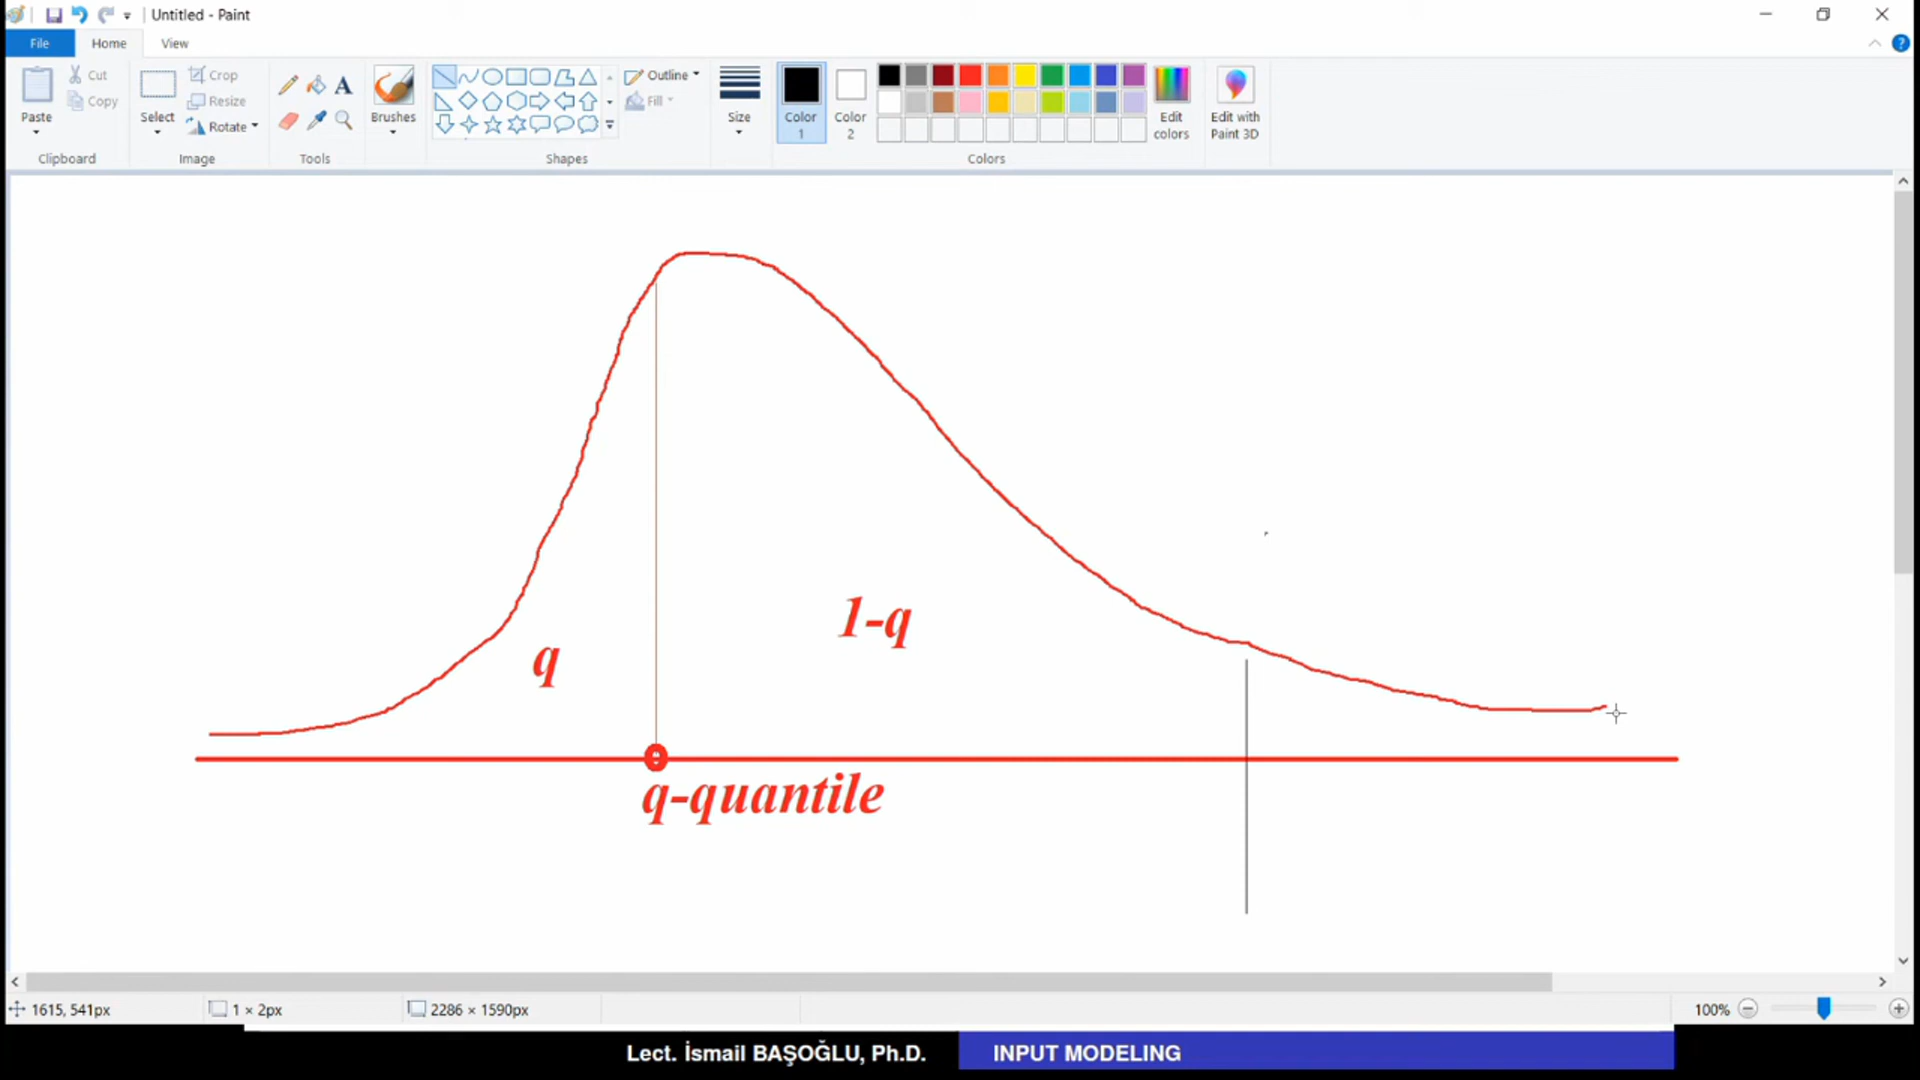 Untitled - Paint
File Home View
Paste
Cut
Copy
Clipboard
Select
Crop
Resize
Rotate
Image
A
Tools
Brushes
Outline
Fill
Shapes
Size
Color 1
Color 2
Edit colors
Edit with Paint 3D
Colors
?
1-q
q
q-quantile
1615, 541px
1 × 2px
2286 × 1590px
100%
Lect. İsmail BAŞOĞLU, Ph.D.
INPUT MODELING